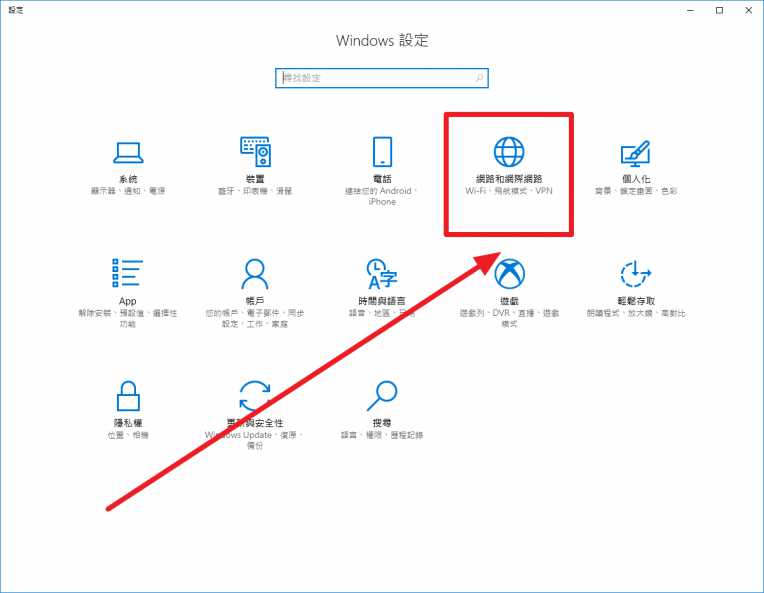 設定
Windows 設定
尋找設定
系統
顯示器、通知、電源
裝置
藍牙、印表機、滑鼠
電話
連結您的 Android、
iPhone
網路和網際網路
Wi-Fi、飛航模式、VPN
個人化
背景、鎖定畫面、色彩
App
解除安裝、預設值、選擇性
功能
帳戶
您的帳戶、電子郵件、同步
設定、工作、家庭
時間與語言
語音、地區、日期
遊戲
遊戲列、DVR、直播、遊戲
模式
輕鬆存取
朗讀程式、放大鏡、高對比
隱私權
位置、相機
更新與安全性
Windows Update、復原、
備份
搜尋
語言、權限、歷程記錄